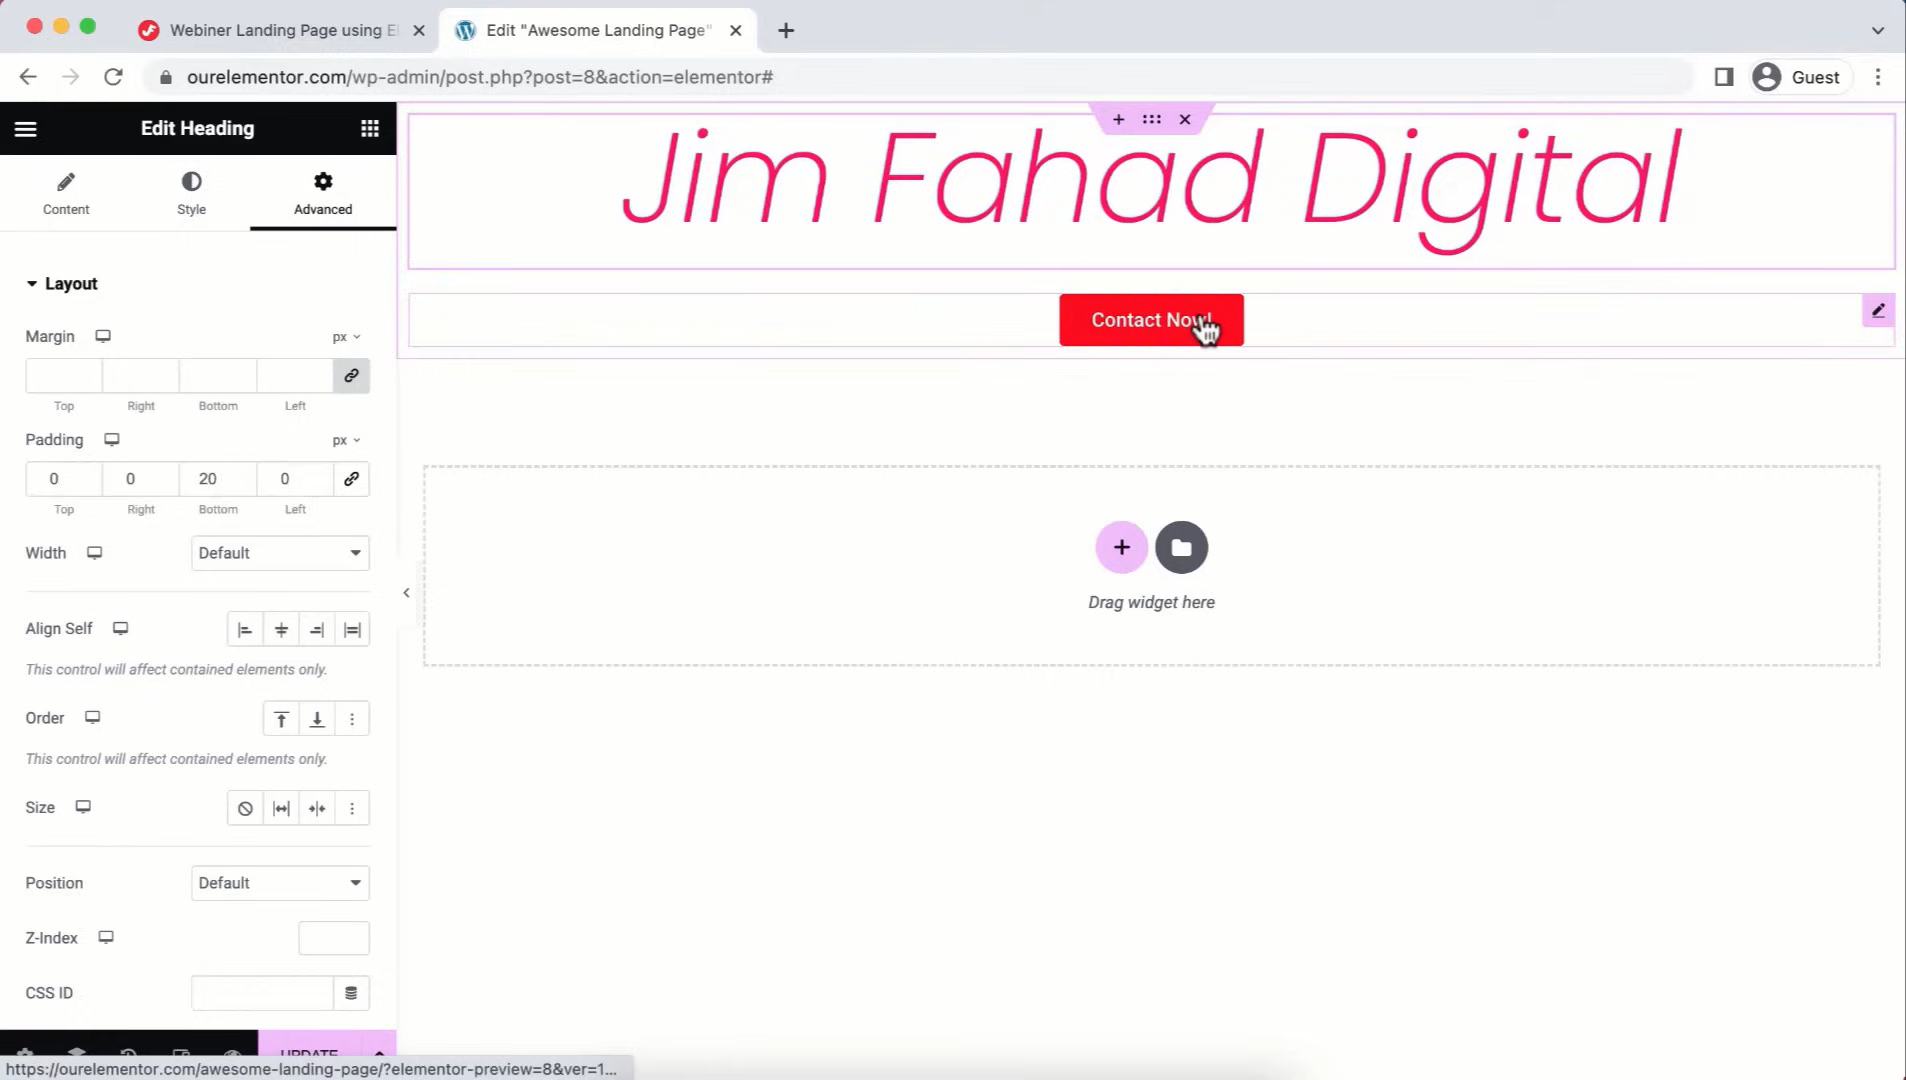 Webiner Landing Page using El
Edit "Awesome Landing Page"
ourelementor.com/wp-admin/post.php?post=8&action=elementor#
Guest
Edit Heading
Content
Style
Advanced
Layout
Margin
px
Top
Right
Bottom
Left
Padding
px
0
0
20
0
Top
Right
Bottom
Left
Width
Default
Align Self
This control will affect contained elements only.
Order
This control will affect contained elements only.
Size
Position
Default
Z-Index
CSS ID
UPDATE
https://ourelementor.com/awesome-landing-page/?elementor-preview=8&ver=1...
Jim Fahad Digital
Contact Now!
Drag widget here